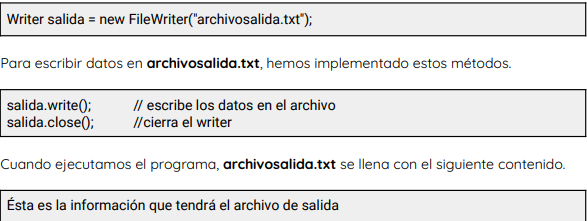 Writer salida = new FileWriter("archivosalida.txt");
Para escribir datos en archivosalida.txt, hemos implementado estos métodos.
salida.write(); // escribe los datos en el archivo
salida.close(); //cierra el writer
Cuando ejecutamos el programa, archivosalida.txt se llena con el siguiente contenido.
Ésta es la información que tendrá el archivo de salida